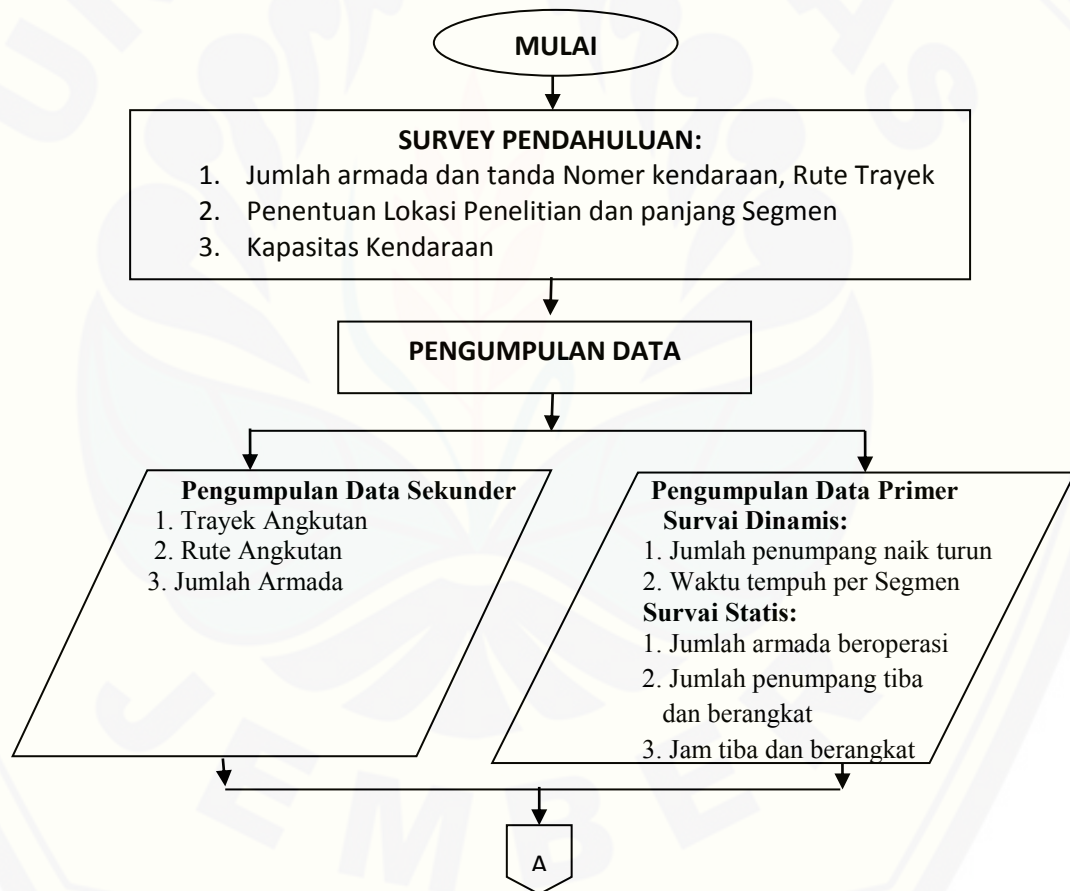 MULAI
SURVEY PENDAHULUAN:
1. Jumlah armada dan tanda Nomer kendaraan, Rute Trayek
2. Penentuan Lokasi Penelitian dan panjang Segmen
3. Kapasitas Kendaraan
PENGUMPULAN DATA
Pengumpulan Data Sekunder
1. Trayek Angkutan
2. Rute Angkutan
3. Jumlah Armada
Pengumpulan Data Primer
Survai Dinamis:
1. Jumlah penumpang naik turun
2. Waktu tempuh per Segmen
Survai Statis:
1. Jumlah armada beroperasi
2. Jumlah penumpang tiba
dan berangkat
3. Jam tiba dan berangkat
A
JEMBER